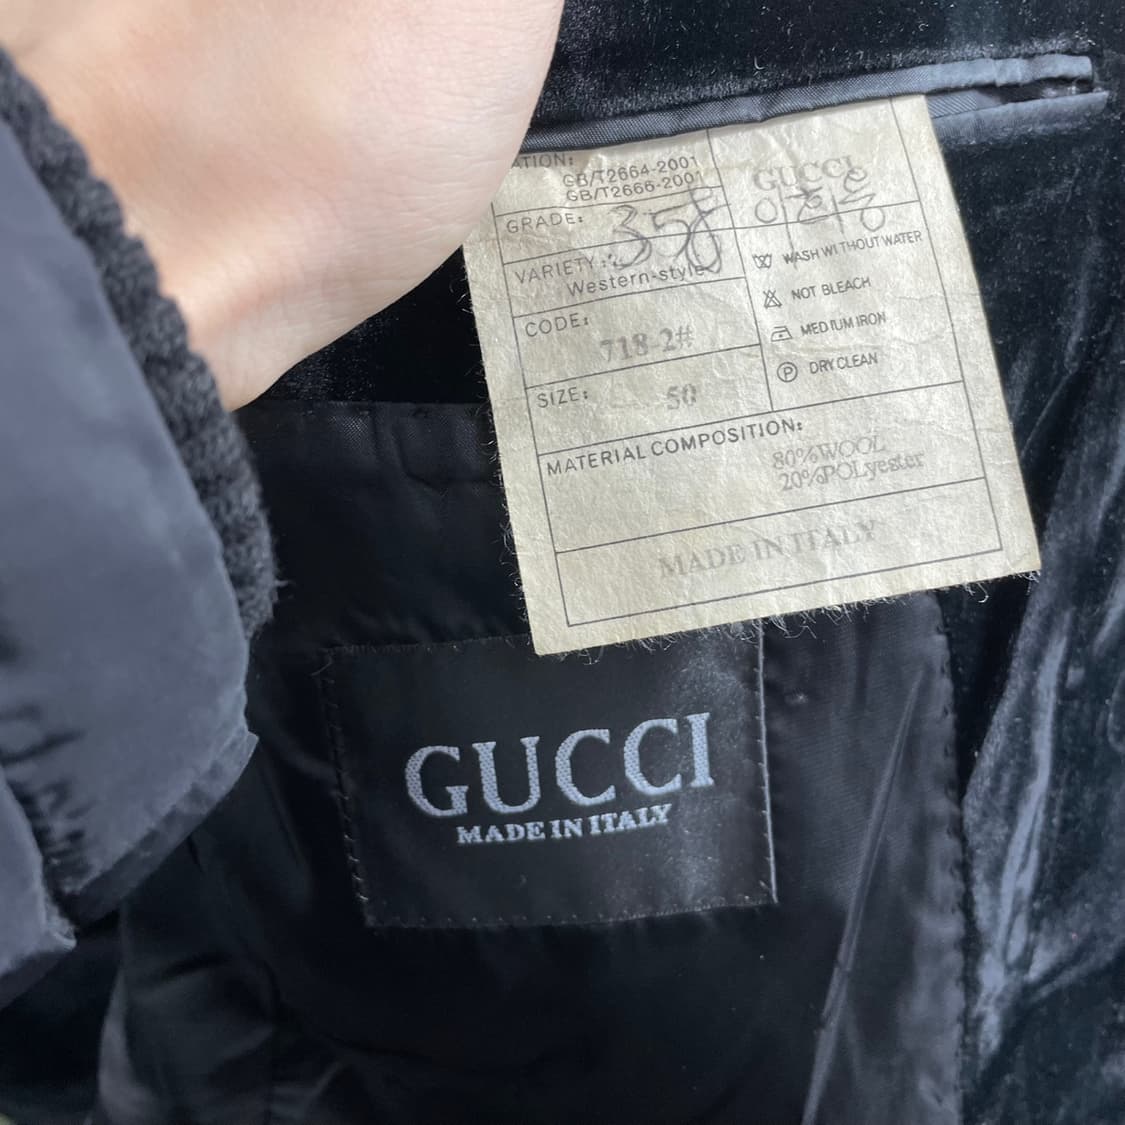 ATION:
GB/T2664-2001
GB/T2666-2001
GRADE:
358
VARIETY:
Western-style
CODE:
718-2#
SIZE: 50
GUCCI
WASH WITHOUT WATER
NOT BLEACH
MEDIUM IRON
P DRY CLEAN
MATERIAL COMPOSITION:
80%WOOL
20%POLyester
MADE IN ITALY
GUCCI
MADE IN ITALY